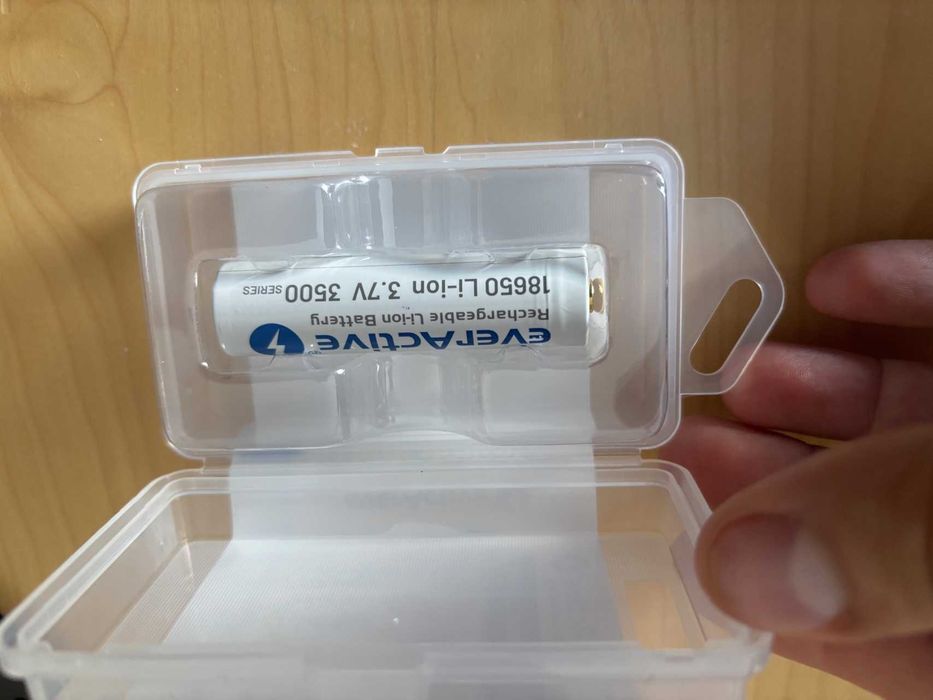 everActive
Rechargeable Li-ion Battery
18650 Li-ion 3.7V 3500 SERIES